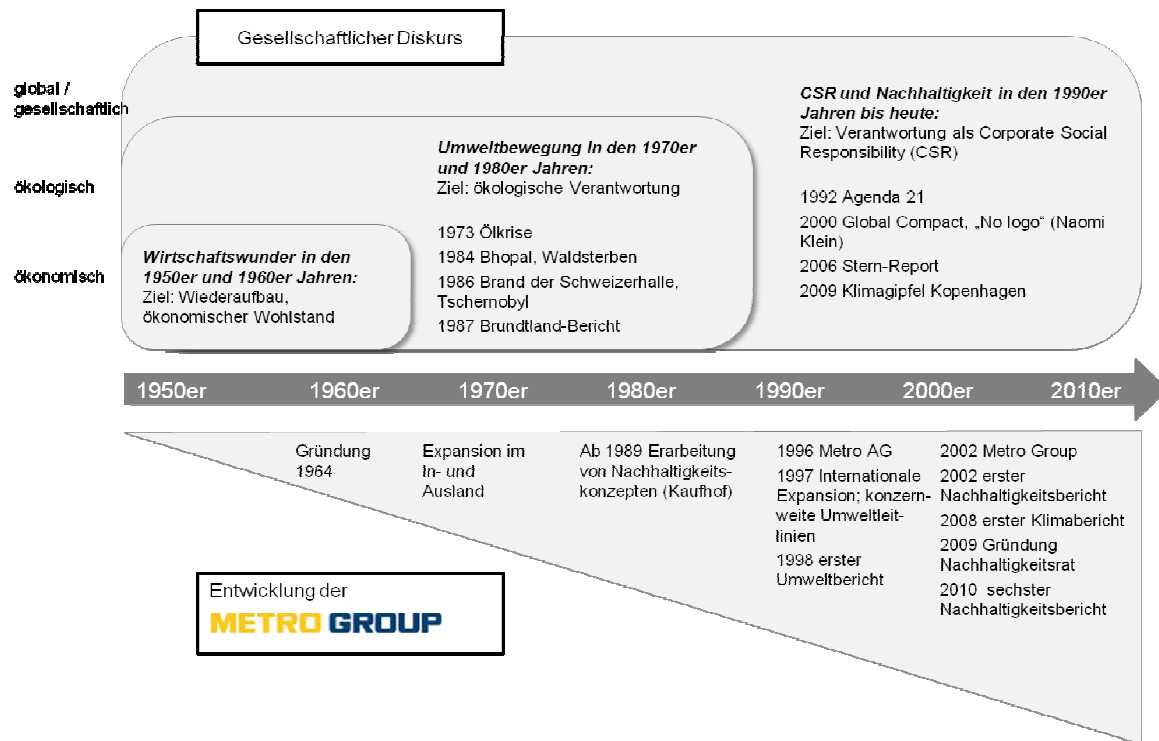 Gesellschaftlicher Diskurs
global /
gesellschaftlich
ökologisch
ökonomisch
Wirtschaftswunder in den
1950er und 1960er Jahren:
Ziel: Wiederaufbau,
ökonomischer Wohlstand
Umweltbewegung in den 1970er
und 1980er Jahren:
Ziel: ökologische Verantwortung
1973 Ölkrise
1984 Bhopal, Waldsterben
1986 Brand der Schweizerhalle,
Tschernobyl
1987 Brundtland-Bericht
CSR und Nachhaltigkeit in den 1990er
Jahren bis heute:
Ziel: Verantwortung als Corporate Social
Responsibility (CSR)
1992 Agenda 21
2000 Global Compact, „No logo“ (Naomi
Klein)
2006 Stern-Report
2009 Klimagipfel Kopenhagen
1950er 1960er 1970er 1980er 1990er 2000er 2010er
Gründung
1964
Expansion im
In- und
Ausland
Ab 1989 Erarbeitung
von Nachhaltigkeits-
konzepten (Kaufhof)
1996 Metro AG
1997 Internationale
Expansion; konzern-
weite Umweltleit-
linien
1998 erster
Umweltbericht
2002 Metro Group
2002 erster
Nachhaltigkeitsbericht
2008 erster Klimabericht
2009 Gründung
Nachhaltigkeitsrat
2010 sechster
Nachhaltigkeitsbericht
Entwicklung der
METRO GROUP